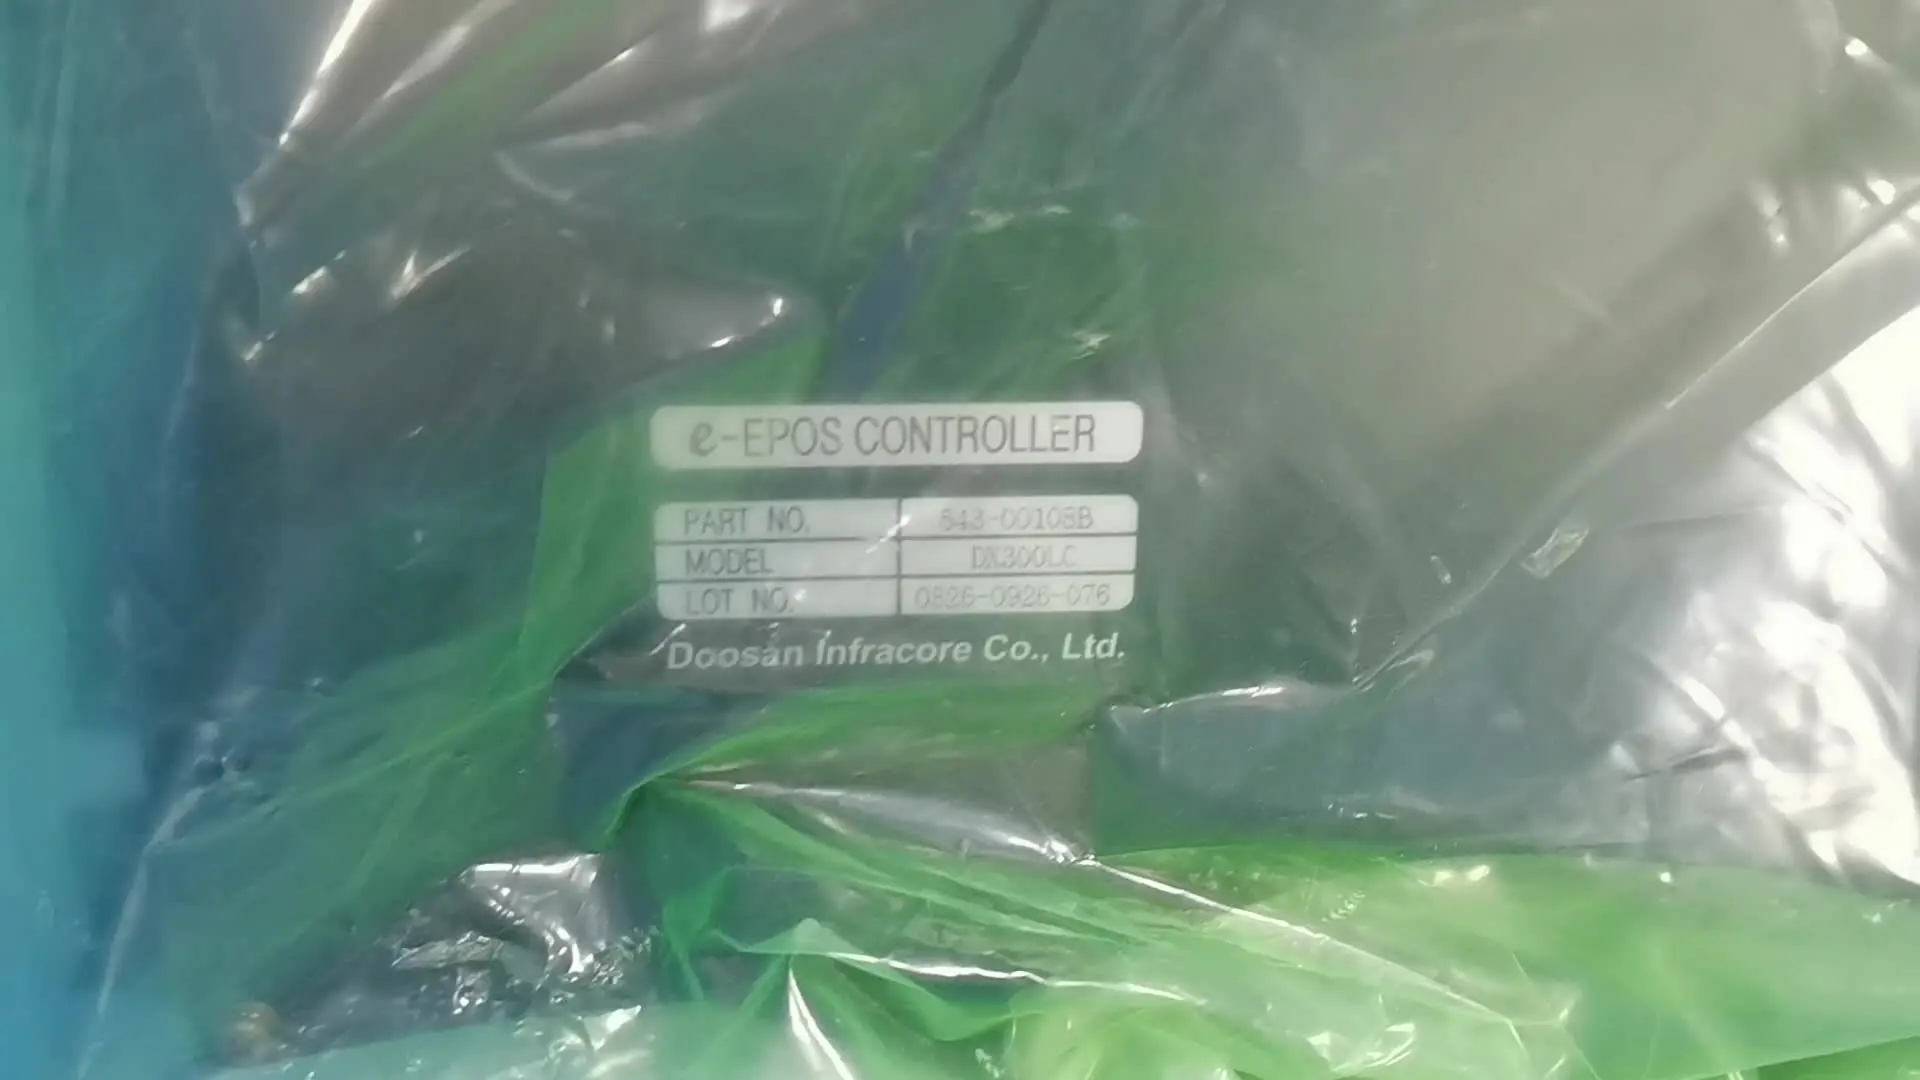 e-EPOS CONTROLLER
PART NO. 543-00108B
MODEL DX300LC
LOT NO. 0826-0926-076
Doosan Infracore Co., Ltd.